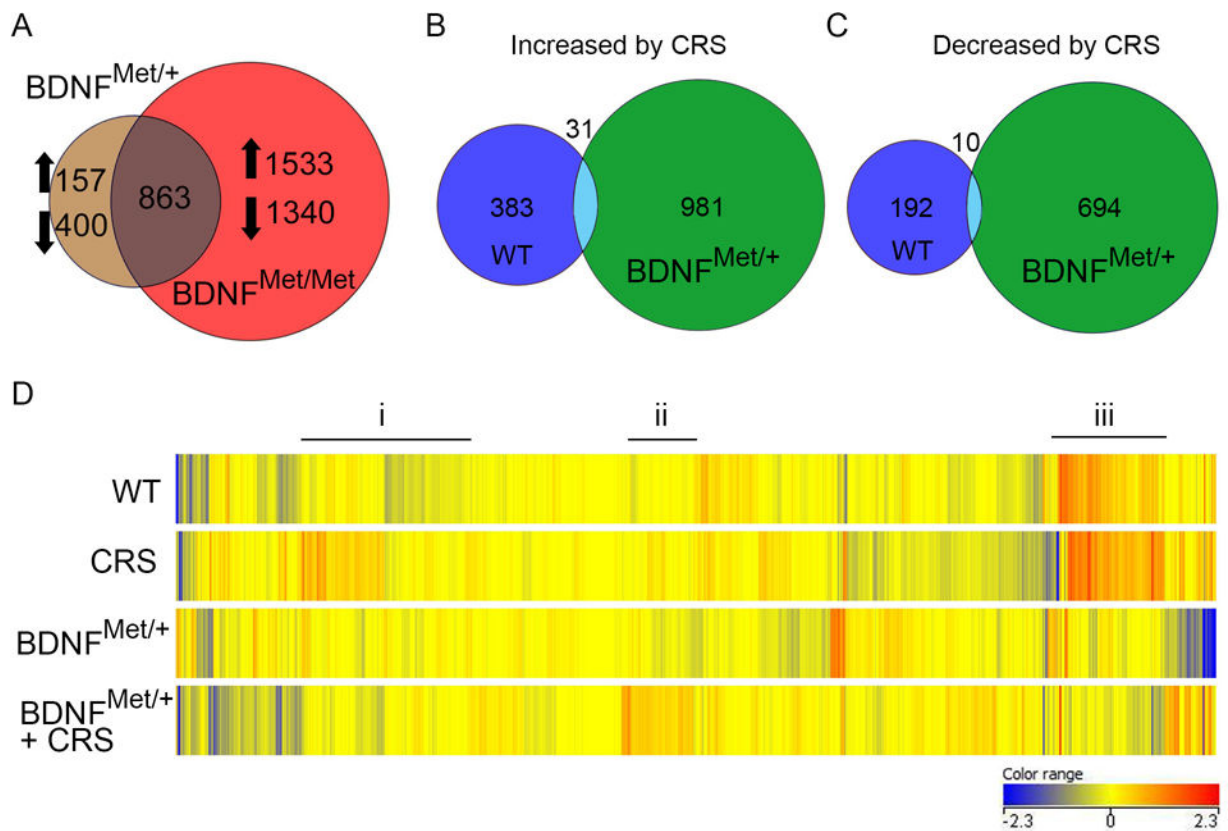 A
BDNF^Met/+
157
400
863
1533
1340
BDNF^Met/Met
B
Increased by CRS
31
383
981
WT
BDNF^Met/+
C
Decreased by CRS
10
192
694
WT
BDNF^Met/+
D
i
ii
iii
WT
CRS
BDNF^Met/+
BDNF^Met/+
+ CRS
Color range
-2.3
0
2.3